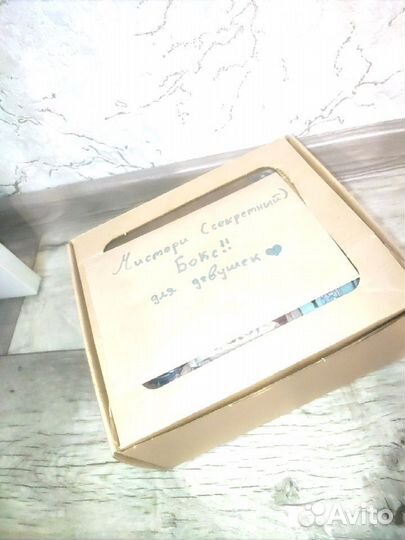 Мистери (секретный)
Бокс!!
для девушек ♥
Avito